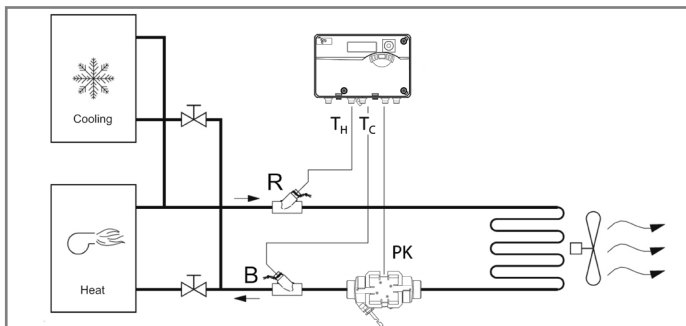 Cooling
T_H T_C
R
Heat
B
PK